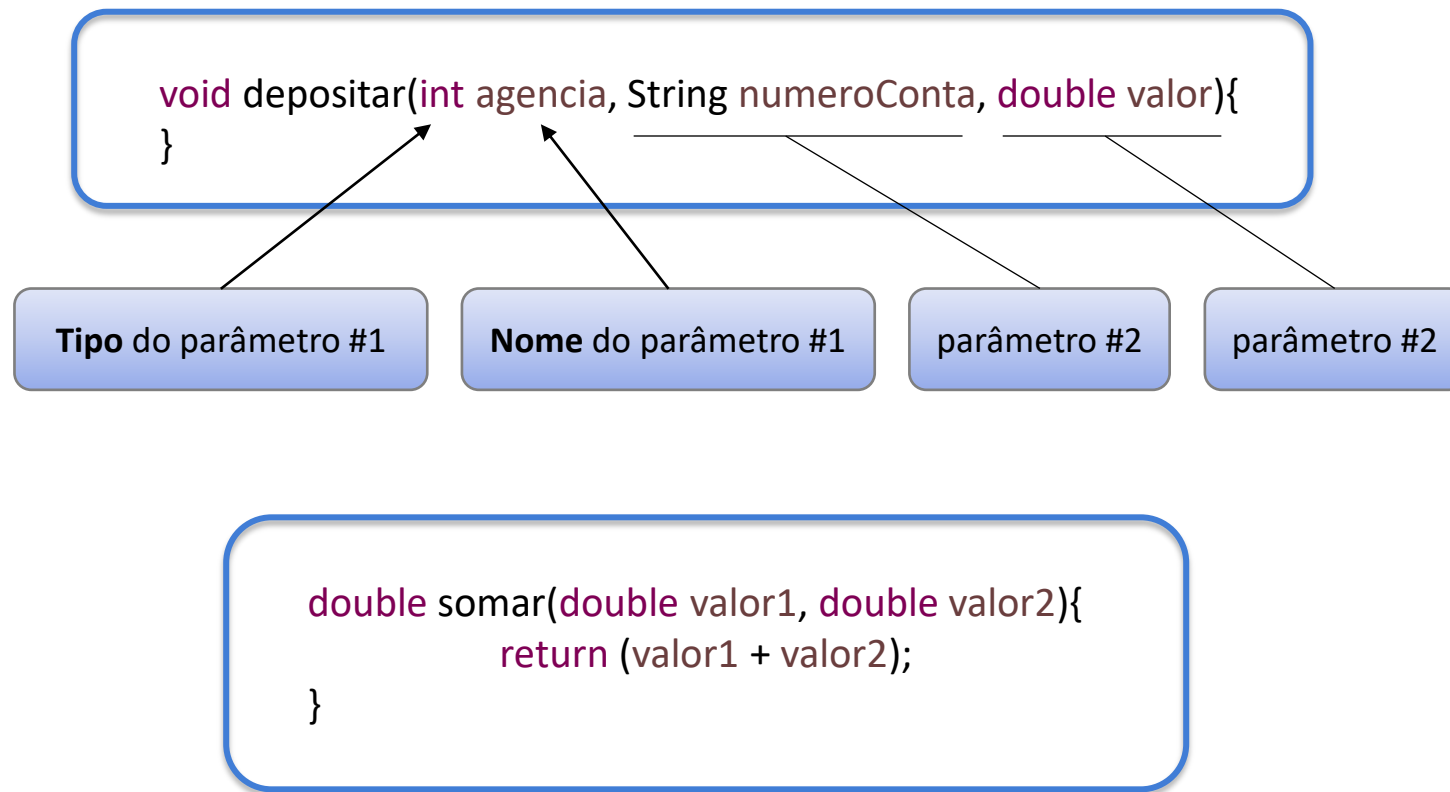 void depositar(int agencia, String numeroConta, double valor){
}
Tipo do parâmetro #1
Nome do parâmetro #1
parâmetro #2
parâmetro #2
double somar(double valor1, double valor2){
return (valor1 + valor2);
}